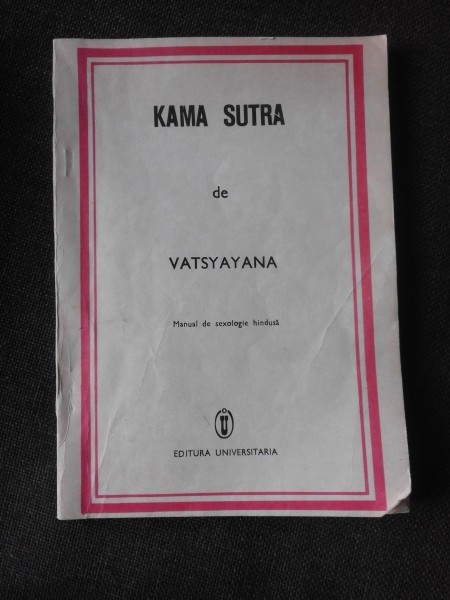 KAMA SUTRA
de
VATSYAYANA
Manual de sexologie hindusă
EDITURA UNIVERSITARIA